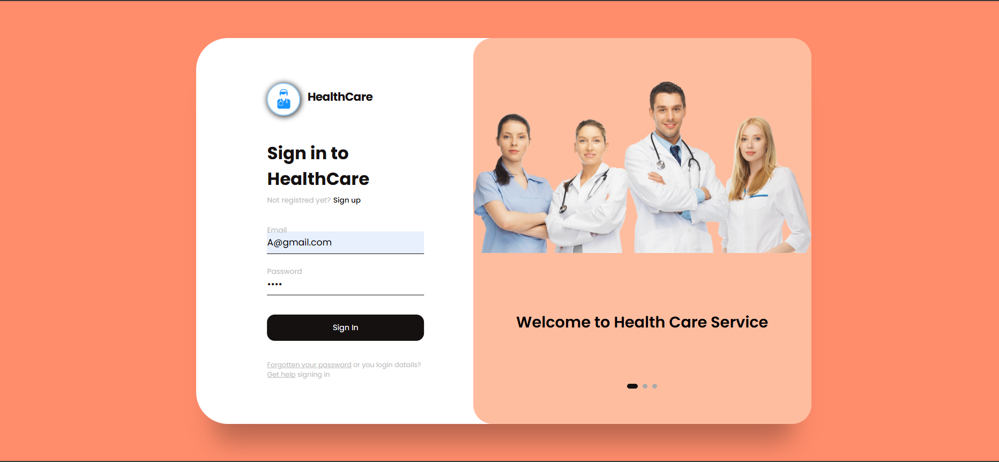 HealthCare
Sign in to
HealthCare
Not registred yet? Sign up
Email
A@gmail.com
Password
••••
Sign In
Forgotten your password or you login datails?
Get help signing in
Welcome to Health Care Service